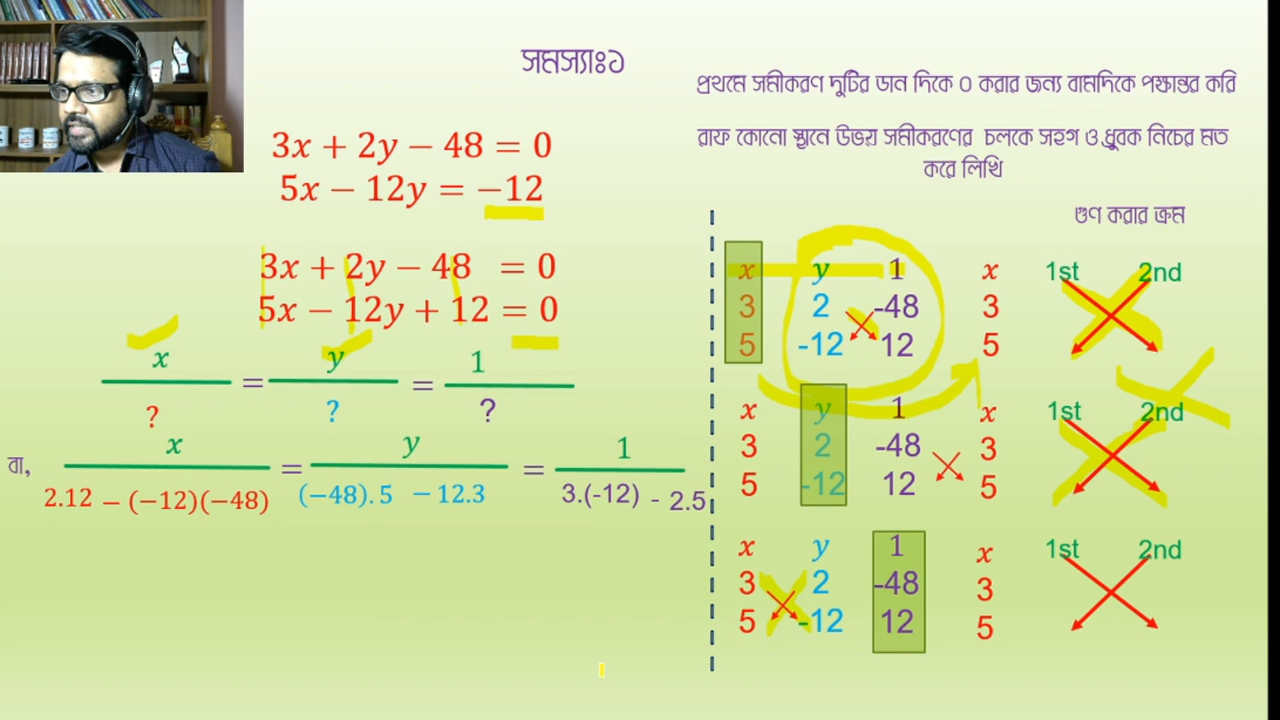 সমস্যাঃ১
প্রথমে সমীকরণ দুটির ডান দিকে ০ করার জন্য বামদিকে পক্ষান্তর করি
রাফ কোনো স্থানে উভয় সমীকরণের চলকে সহগ ও ধ্রুবক নিচের মত
করে লিখি
3x + 2y − 48 = 0
5x − 12y = −12
3x + 2y − 48 = 0
5x − 12y + 12 = 0
x = y = 1
? ? ?
বা, x = y = 1
2.12 − (−12)(−48) (−48).5 − 12.3 3.(-12) - 2.5
গুণ করার ক্রম
x y 1 x 1st 2nd
3 2 -48 3
5 -12 12 5
x y 1 x 1st 2nd
3 2 -48 3
5 -12 12 5
x y 1 x 1st 2nd
3 2 -48 3
5 -12 12 5